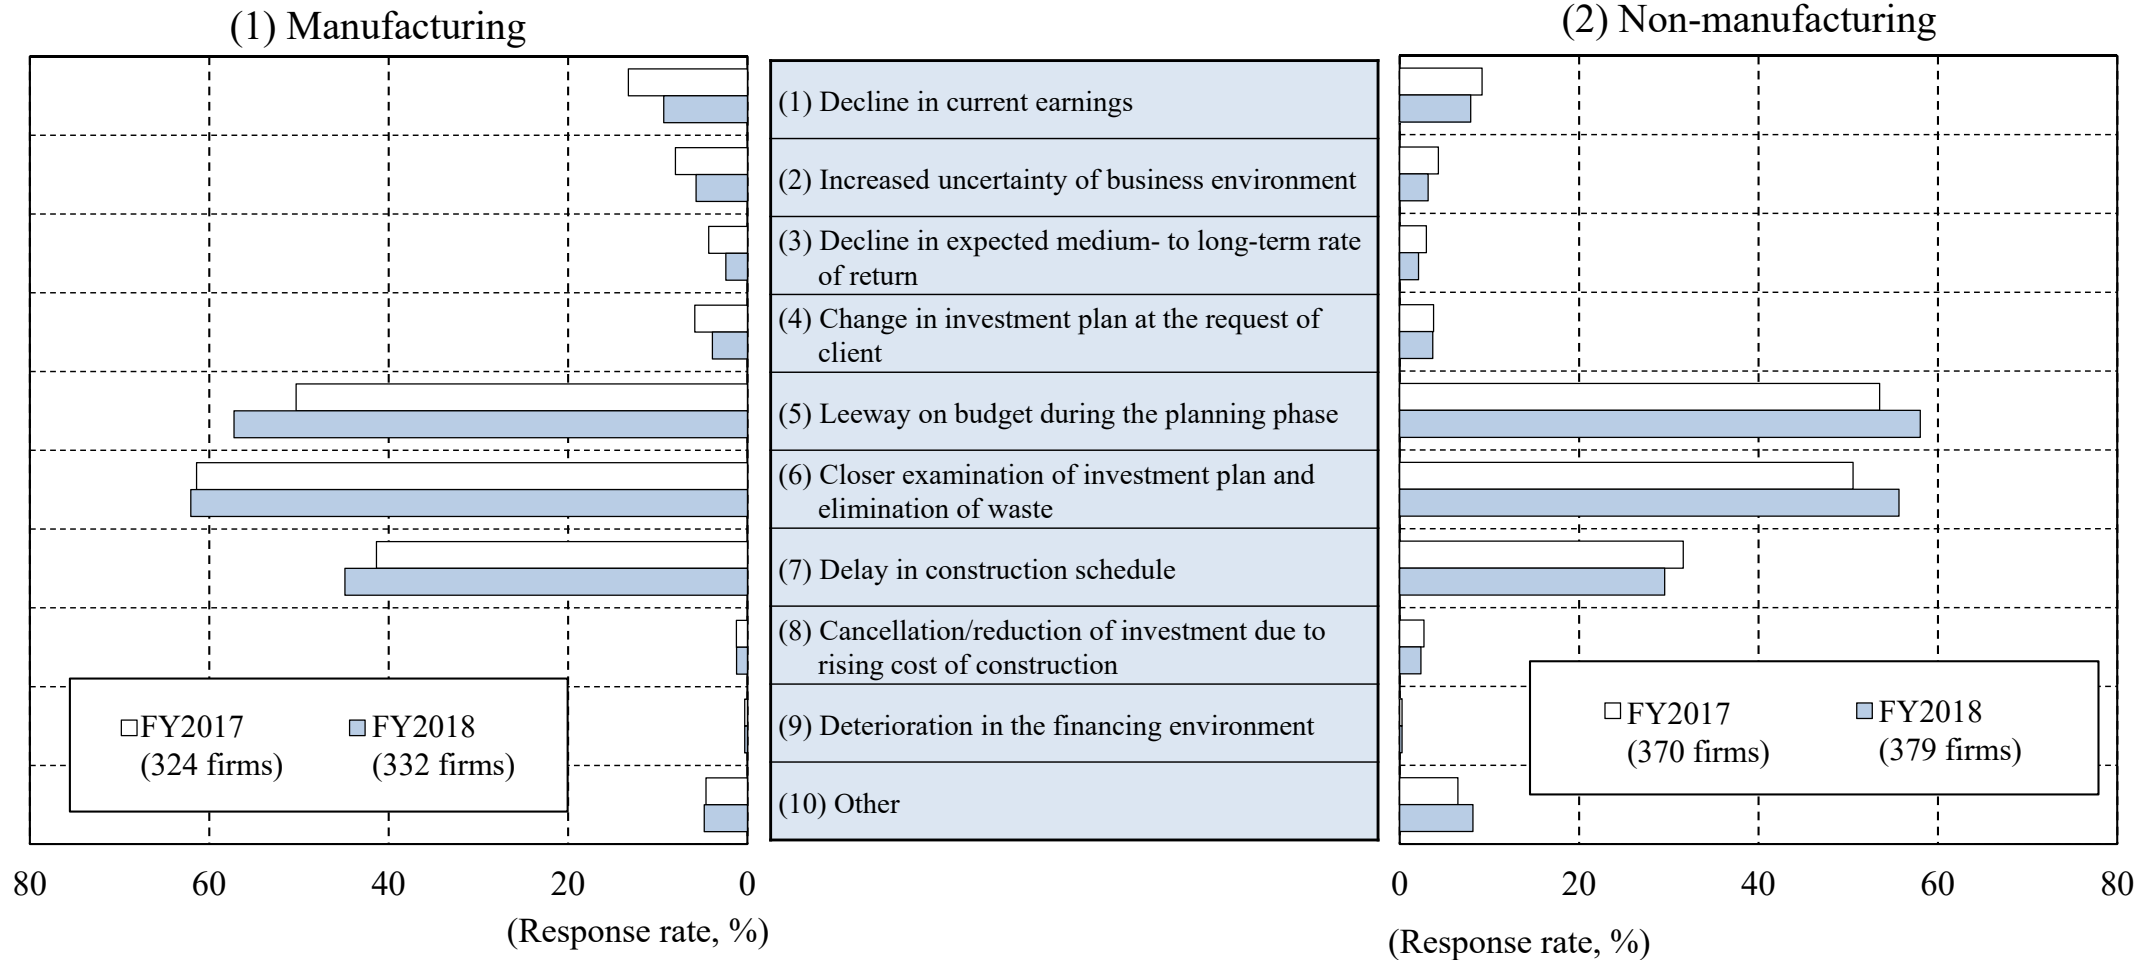 (1) Manufacturing
(2) Non-manufacturing
(1) Decline in current earnings
(2) Increased uncertainty of business environment
(3) Decline in expected medium- to long-term rate
of return
(4) Change in investment plan at the request of
client
(5) Leeway on budget during the planning phase
(6) Closer examination of investment plan and
elimination of waste
(7) Delay in construction schedule
(8) Cancellation/reduction of investment due to
rising cost of construction
(9) Deterioration in the financing environment
(10) Other
FY2017
(324 firms)
FY2018
(332 firms)
FY2017
(370 firms)
FY2018
(379 firms)
80 60 40 20 0
(Response rate, %)
0 20 40 60 80
(Response rate, %)